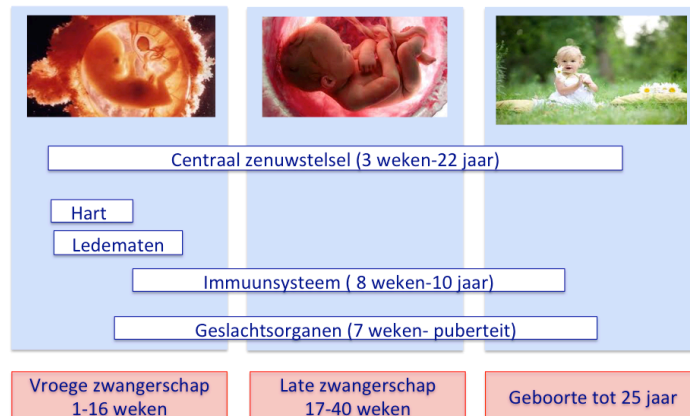 Centraal zenuwstelsel (3 weken-22 jaar)
Hart
Ledematen
Immuunsysteem ( 8 weken-10 jaar)
Geslachtsorganen (7 weken- puberteit)
Vroege zwangerschap
1-16 weken
Late zwangerschap
17-40 weken
Geboorte tot 25 jaar